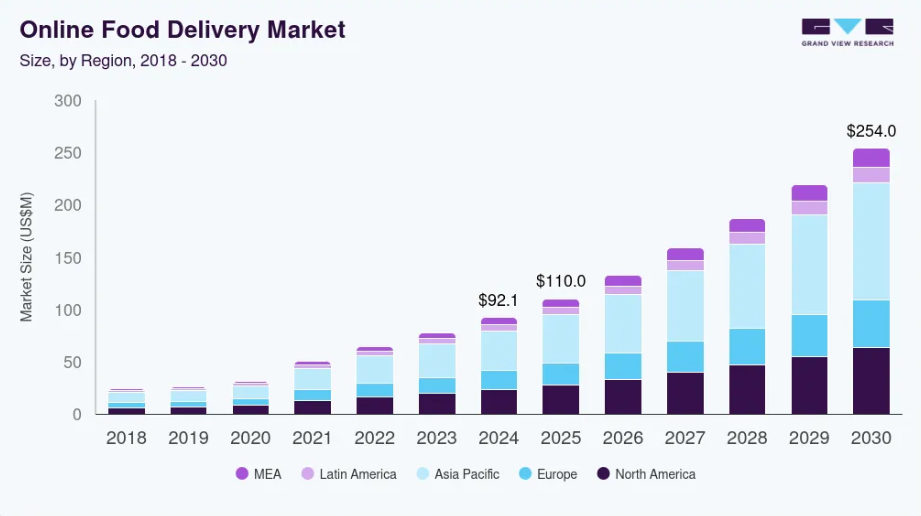 Online Food Delivery Market
Size, by Region, 2018 - 2030
GRAND VIEW RESEARCH
Market Size (US$M)
300
250
200
150
100
50
0
$92.1
$110.0
$254.0
2018 2019 2020 2021 2022 2023 2024 2025 2026 2027 2028 2029 2030
MEA Latin America Asia Pacific Europe North America